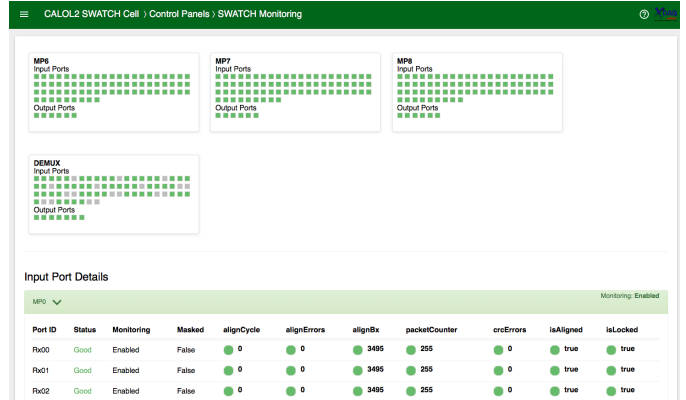 CALOL2 SWATCH Cell 〉Control Panels 〉SWATCH Monitoring
MP6
Input Ports
Output Ports
MP7
Input Ports
Output Ports
MP8
Input Ports
Output Ports
DEMUX
Input Ports
Output Ports
Input Port Details
MP0
Monitoring: Enabled
Port ID Status Monitoring Masked alignCycle alignErrors alignBx packetCounter crcErrors isAligned isLocked
Rx00 Good Enabled False 0 0 3495 255 0 true true
Rx01 Good Enabled False 0 0 3495 255 0 true true
Rx02 Good Enabled False 0 0 3495 255 0 true true